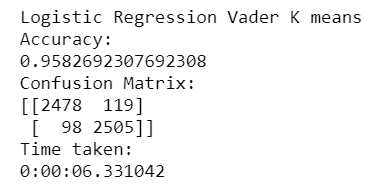 Logistic Regression Vader K means
Accuracy:
0.9582692307692308
Confusion Matrix:
[[2478  119]
 [  98 2505]]
Time taken:
0:00:06.331042